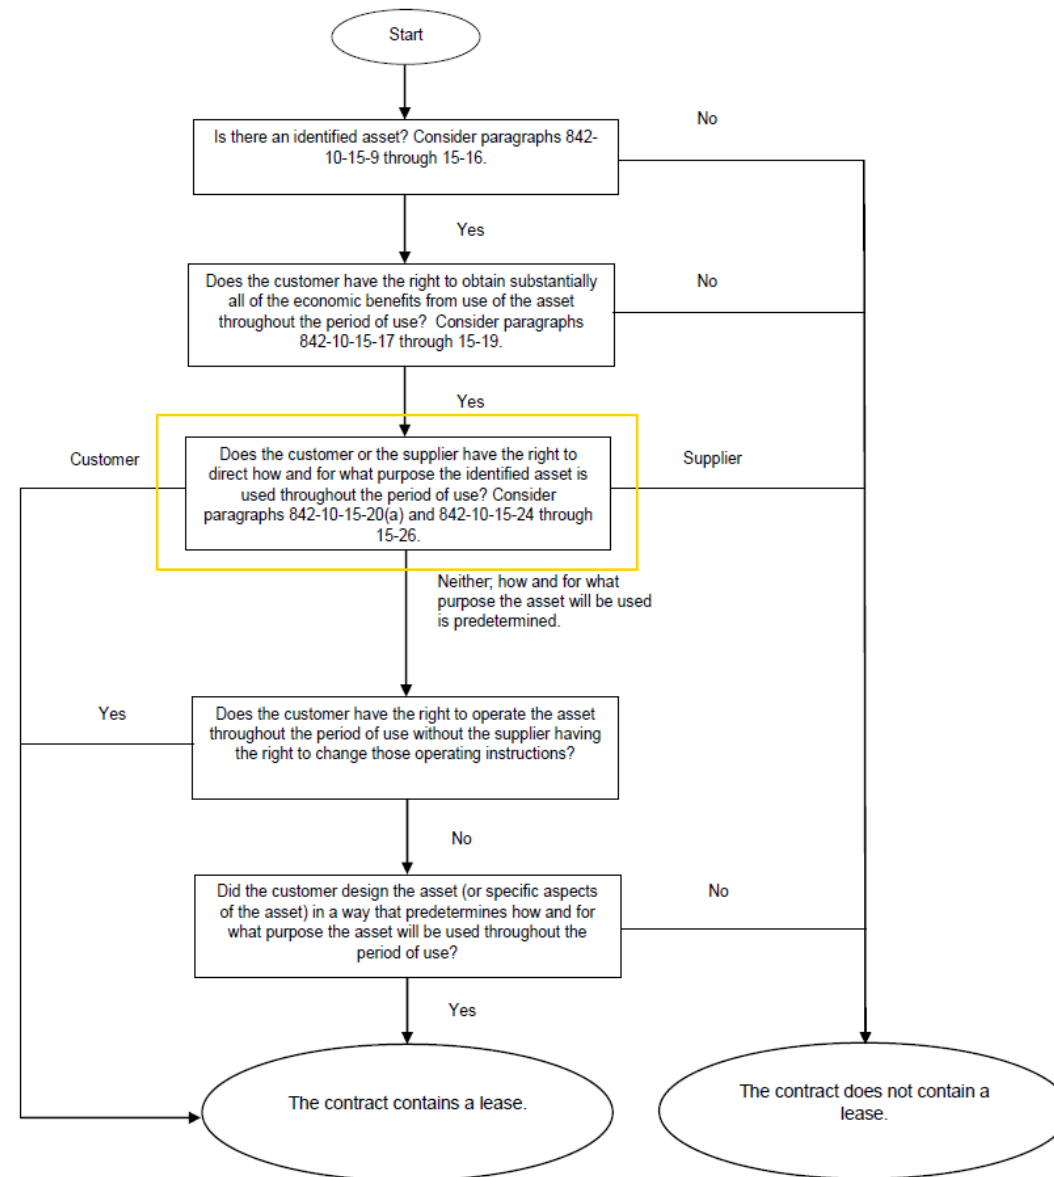 Start
No
Is there an identified asset? Consider paragraphs 842-
10-15-9 through 15-16.
Yes
Does the customer have the right to obtain substantially
all of the economic benefits from use of the asset
throughout the period of use? Consider paragraphs
842-10-15-17 through 15-19.
No
Yes
Customer
Does the customer or the supplier have the right to
direct how and for what purpose the identified asset is
used throughout the period of use? Consider
paragraphs 842-10-15-20(a) and 842-10-15-24 through
15-26.
Supplier
Neither; how and for what
purpose the asset will be used
is predetermined.
Yes
Does the customer have the right to operate the asset
throughout the period of use without the supplier having
the right to change those operating instructions?
No
Did the customer design the asset (or specific aspects
of the asset) in a way that predetermines how and for
what purpose the asset will be used throughout the
period of use?
No
Yes
The contract contains a lease.
The contract does not contain a
lease.